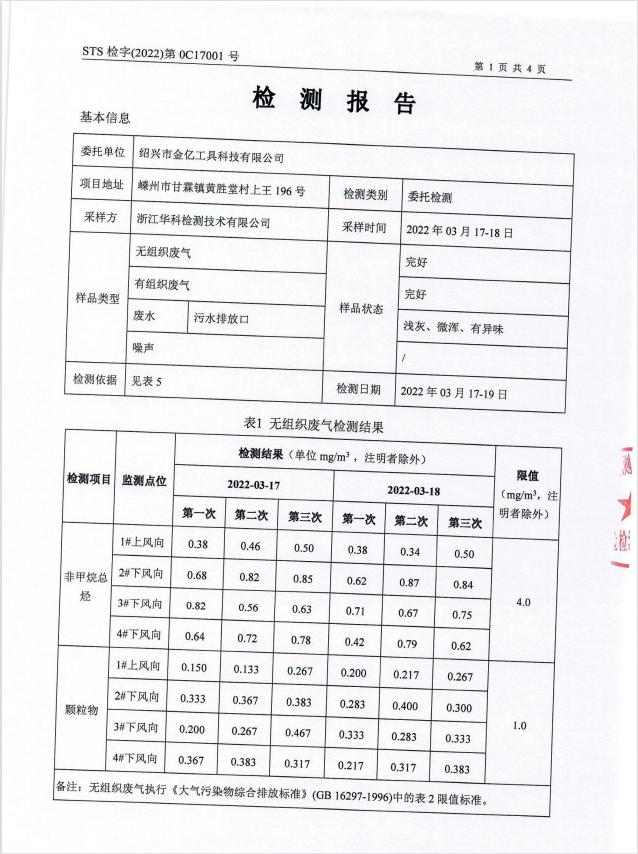 STS 检字(2022)第 0C17001 号
第 1 页 共 4 页
检 测 报 告
基本信息
委托单位 绍兴市金亿工具科技有限公司
项目地址 嵊州市甘霖镇黄胜堂村上王 196 号 检测类别 委托检测
采样方 浙江华科检测技术有限公司 采样时间 2022 年 03 月 17-18 日
样品类型 无组织废气 样品状态 完好
有组织废气 完好
废水 污水排放口 浅灰、微浑、有异味
噪声 /
检测依据 见表 5 检测日期 2022 年 03 月 17-19 日
表1 无组织废气检测结果
检测项目 监测点位 检测结果（单位 mg/m³，注明者除外） 限值
（mg/m³，注
明者除外）
2022-03-17 2022-03-18
第一次 第二次 第三次 第一次 第二次 第三次
非甲烷总
烃
1#上风向 0.38 0.46 0.50 0.38 0.34 0.50 4.0
2#下风向 0.68 0.82 0.85 0.62 0.87 0.84
3#下风向 0.82 0.56 0.63 0.71 0.67 0.75
4#下风向 0.64 0.72 0.78 0.42 0.79 0.62
颗粒物 1#上风向 0.150 0.133 0.267 0.200 0.217 0.267 1.0
2#下风向 0.333 0.367 0.383 0.283 0.400 0.300
3#下风向 0.200 0.267 0.467 0.333 0.283 0.333
4#下风向 0.367 0.383 0.317 0.217 0.317 0.383
备注：无组织废气执行《大气污染物综合排放标准》(GB 16297-1996)中的表 2 限值标准。